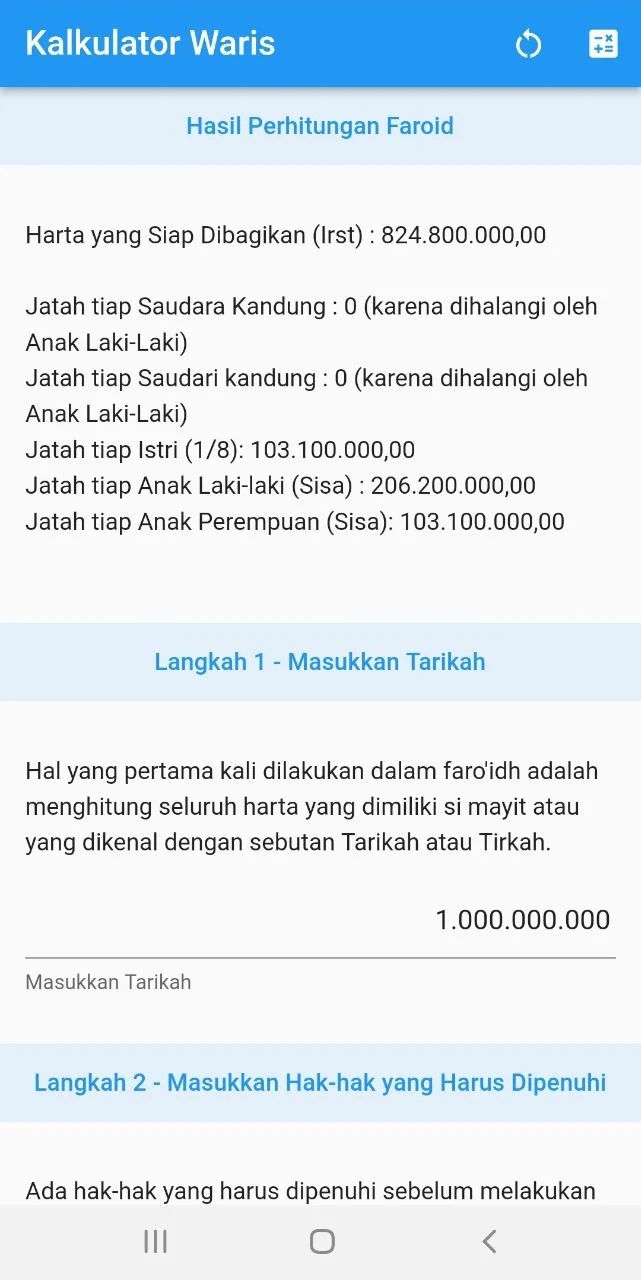 Kalkulator Waris
Hasil Perhitungan Faroid
Harta yang Siap Dibagikan (Irst) : 824.800.000,00
Jatah tiap Saudara Kandung : 0 (karena dihalangi oleh
Anak Laki-Laki)
Jatah tiap Saudari kandung : 0 (karena dihalangi oleh
Anak Laki-Laki)
Jatah tiap Istri (1/8): 103.100.000,00
Jatah tiap Anak Laki-laki (Sisa) : 206.200.000,00
Jatah tiap Anak Perempuan (Sisa): 103.100.000,00
Langkah 1 - Masukkan Tarikah
Hal yang pertama kali dilakukan dalam faro'idh adalah
menghitung seluruh harta yang dimiliki si mayit atau
yang dikenal dengan sebutan Tarikah atau Tirkah.
1.000.000.000
Masukkan Tarikah
Langkah 2 - Masukkan Hak-hak yang Harus Dipenuhi
Ada hak-hak yang harus dipenuhi sebelum melakukan